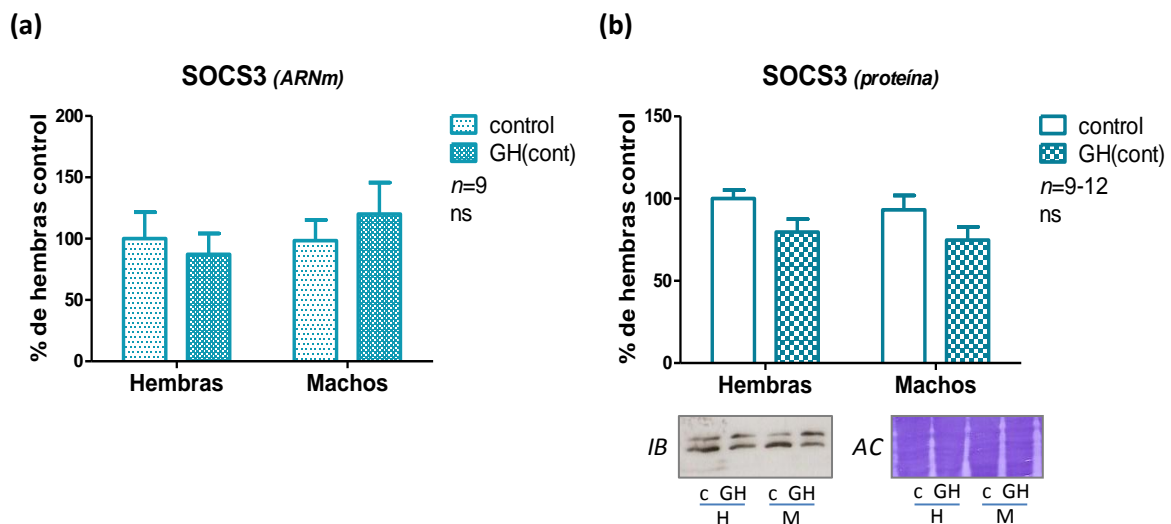 (a)
SOCS3 (ARNm)
% de hembras control
200
150
100
50
0
Hembras
Machos
control
GH(cont)
n=9
ns
(b)
SOCS3 (proteína)
% de hembras control
150
100
50
0
Hembras
Machos
control
GH(cont)
n=9-12
ns
IB
c GH c GH
H M
AC
c GH c GH
H M